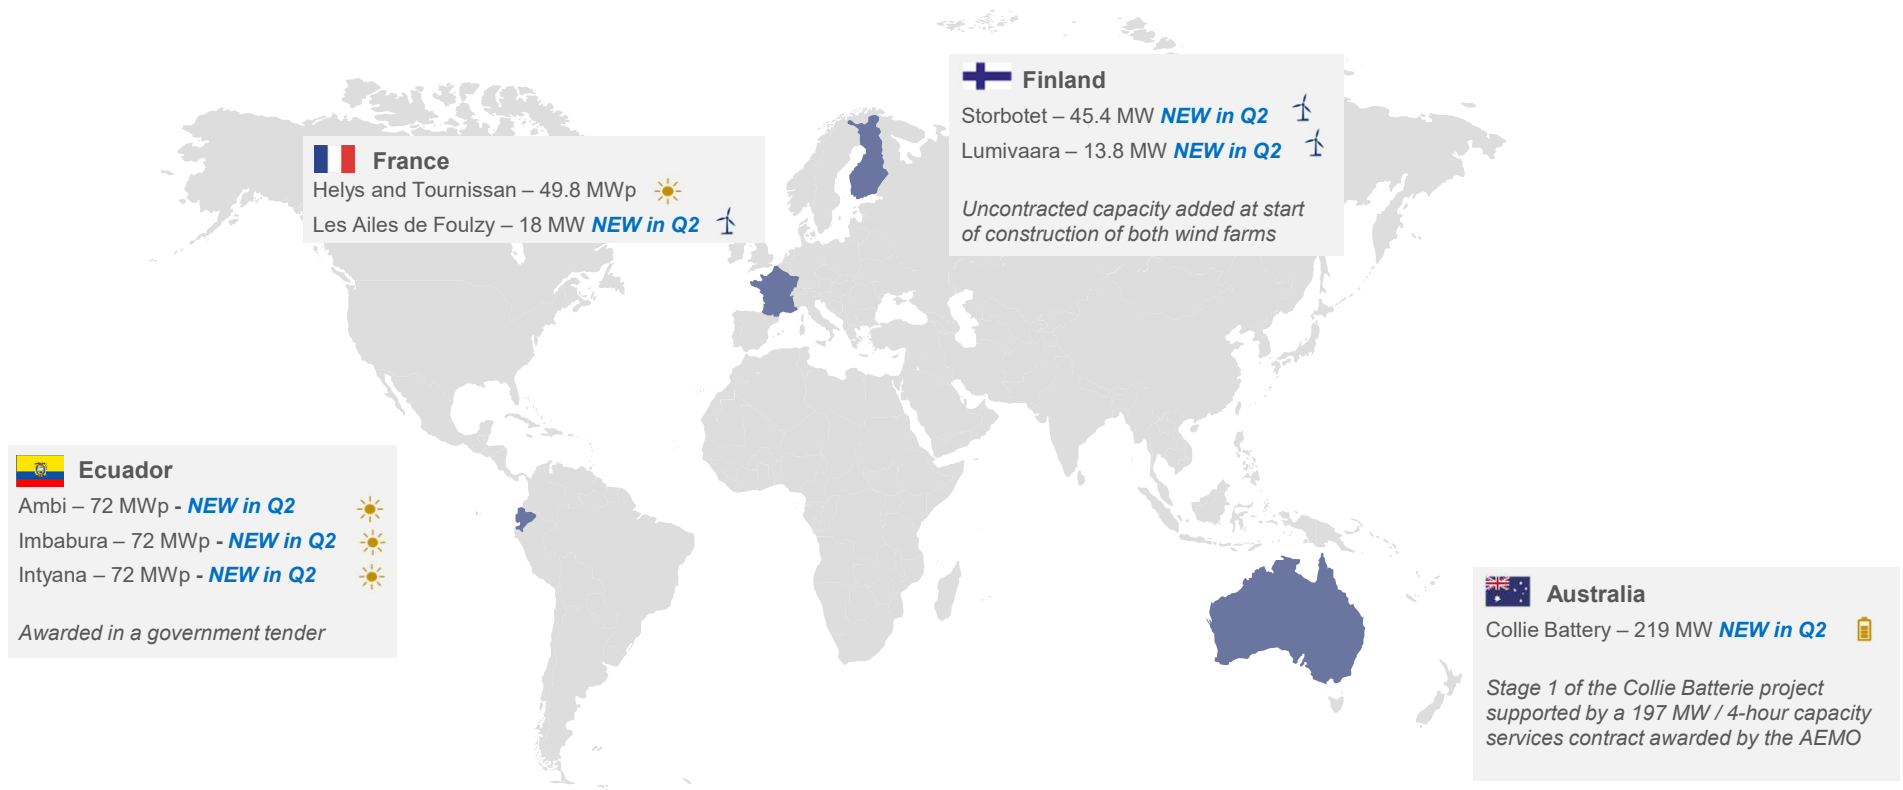 Finland
Storbotet – 45.4 MW NEW in Q2
Lumivaara – 13.8 MW NEW in Q2
Uncontracted capacity added at start
of construction of both wind farms
France
Helys and Tournissan – 49.8 MWp
Les Ailes de Foulzy – 18 MW NEW in Q2
Ecuador
Ambi – 72 MWp - NEW in Q2
Imbabura – 72 MWp - NEW in Q2
Intyana – 72 MWp - NEW in Q2
Awarded in a government tender
Australia
Collie Battery – 219 MW NEW in Q2
Stage 1 of the Collie Batterie project
supported by a 197 MW / 4-hour capacity
services contract awarded by the AEMO